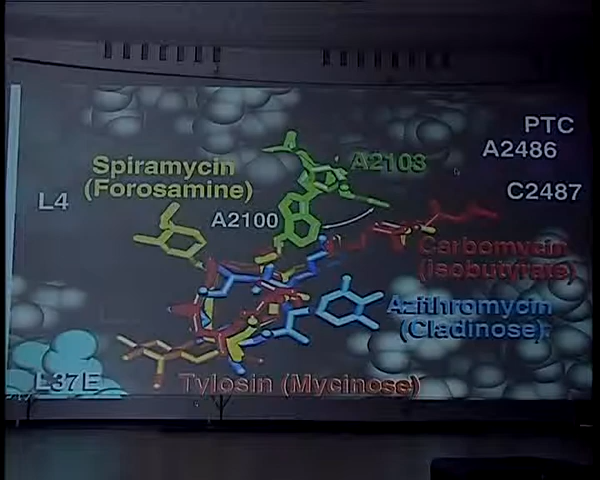 PTC
A2486
A2103
Spiramycin
(Forosamine)
C2487
L4
A2100
Carbomycin
(isobutyrate)
Azithromycin
(Cladinose)
L37E
Tylosin (Mycinose)